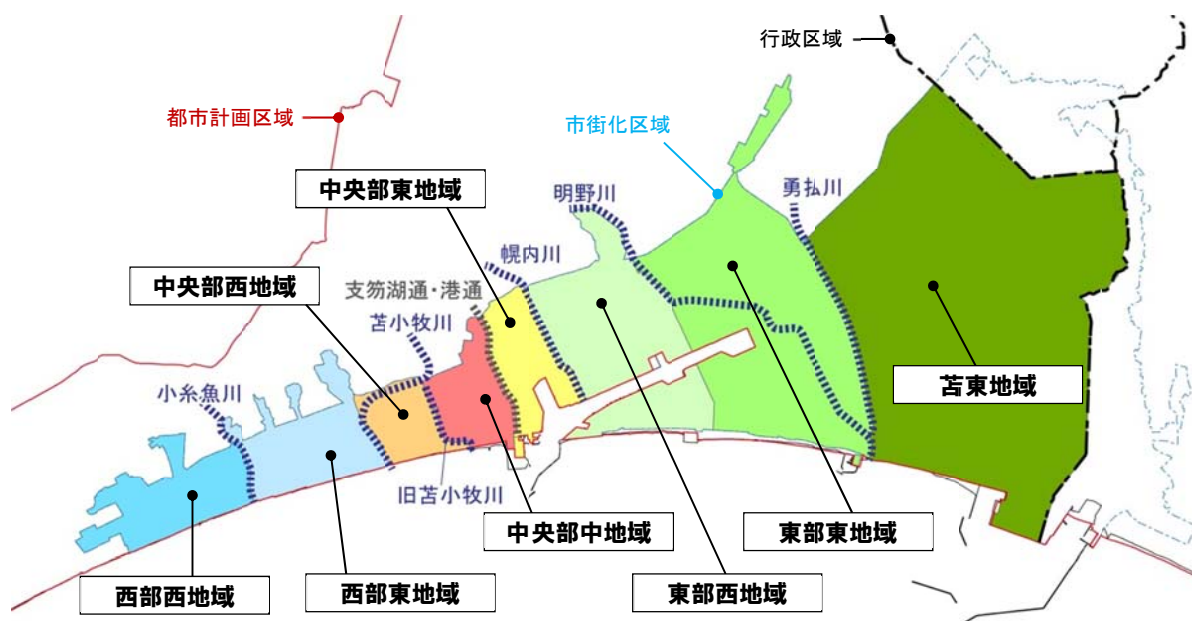 行政区域
都市計画区域
市街化区域
中央部東地域
明野川
勇払川
幌内川
中央部西地域
支笏湖通・港通
苫小牧川
小糸魚川
苫東地域
旧苫小牧川
中央部中地域
東部東地域
西部西地域
西部東地域
東部西地域